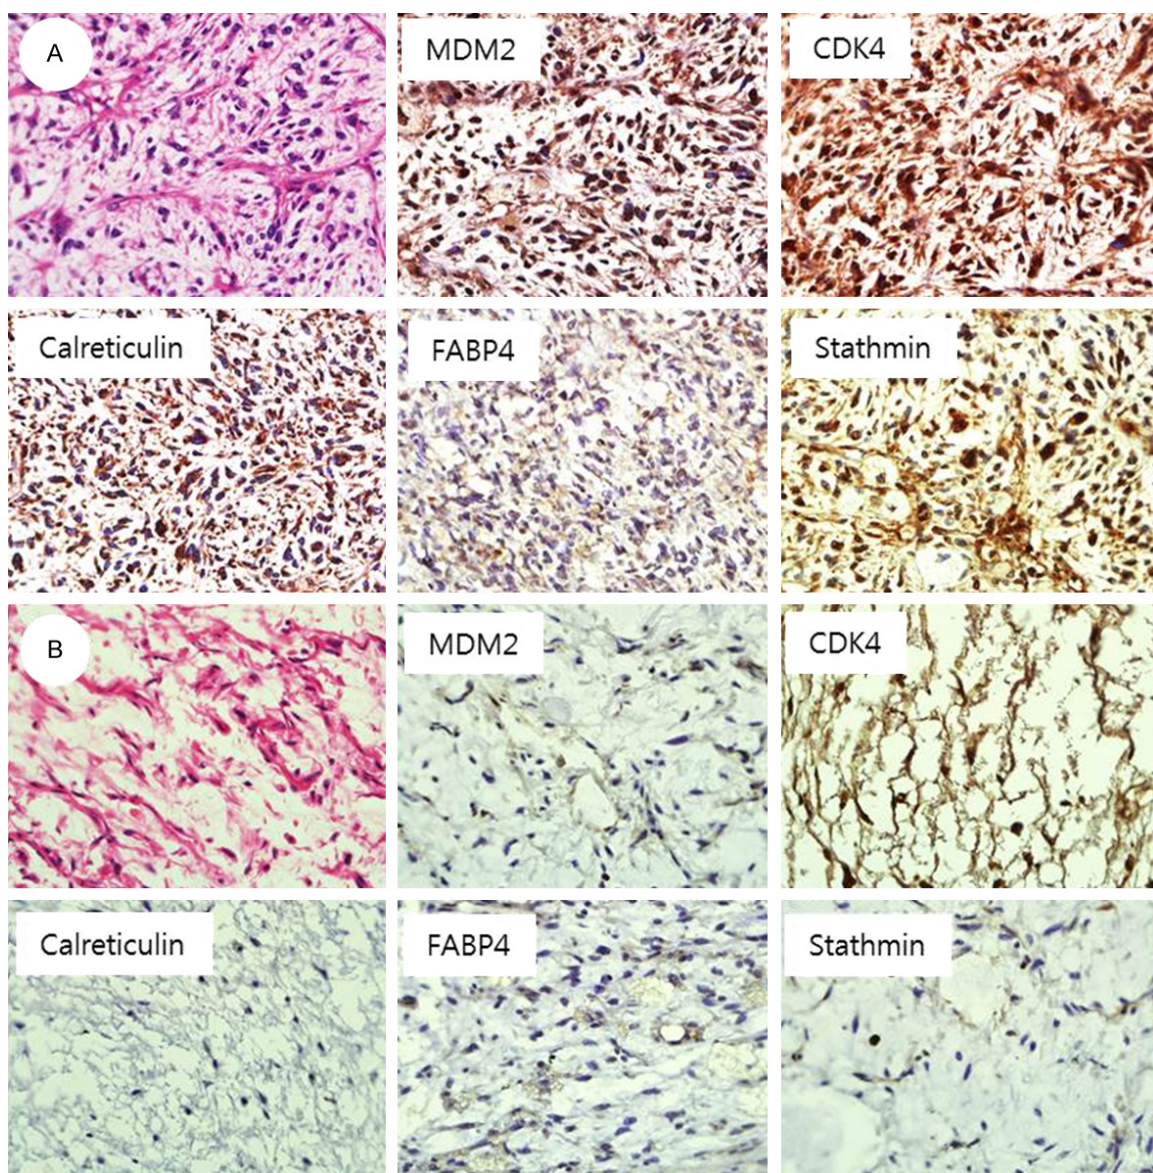 A
MDM2
CDK4
Calreticulin
FABP4
Stathmin
B
MDM2
CDK4
Calreticulin
FABP4
Stathmin